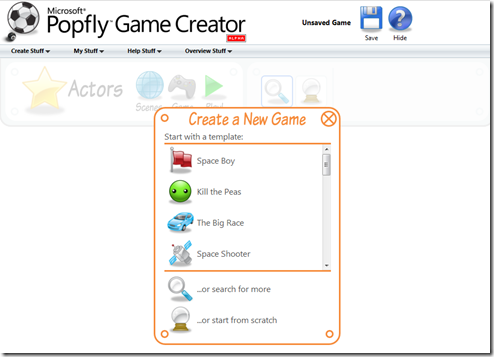 Microsoft®
Popfly™ Game Creator
ALPHA
Unsaved Game
Save
Hide
Create Stuff
My Stuff
Help Stuff
Overview Stuff
Actors
Scenes
Game
Play!
Create a New Game
Start with a template:
Space Boy
Kill the Peas
The Big Race
Space Shooter
...or search for more
...or start from scratch